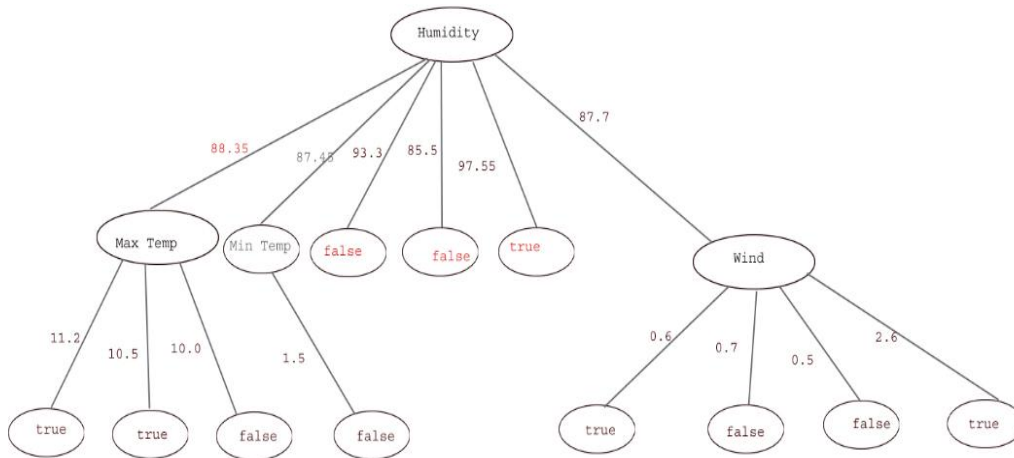 Humidity
87.7
88.35
87.45
93.3
85.5
97.55
Max Temp
Min Temp
false
false
true
Wind
11.2
10.5
10.0
1.5
0.6
0.7
0.5
2.6
true
true
false
false
true
false
false
true